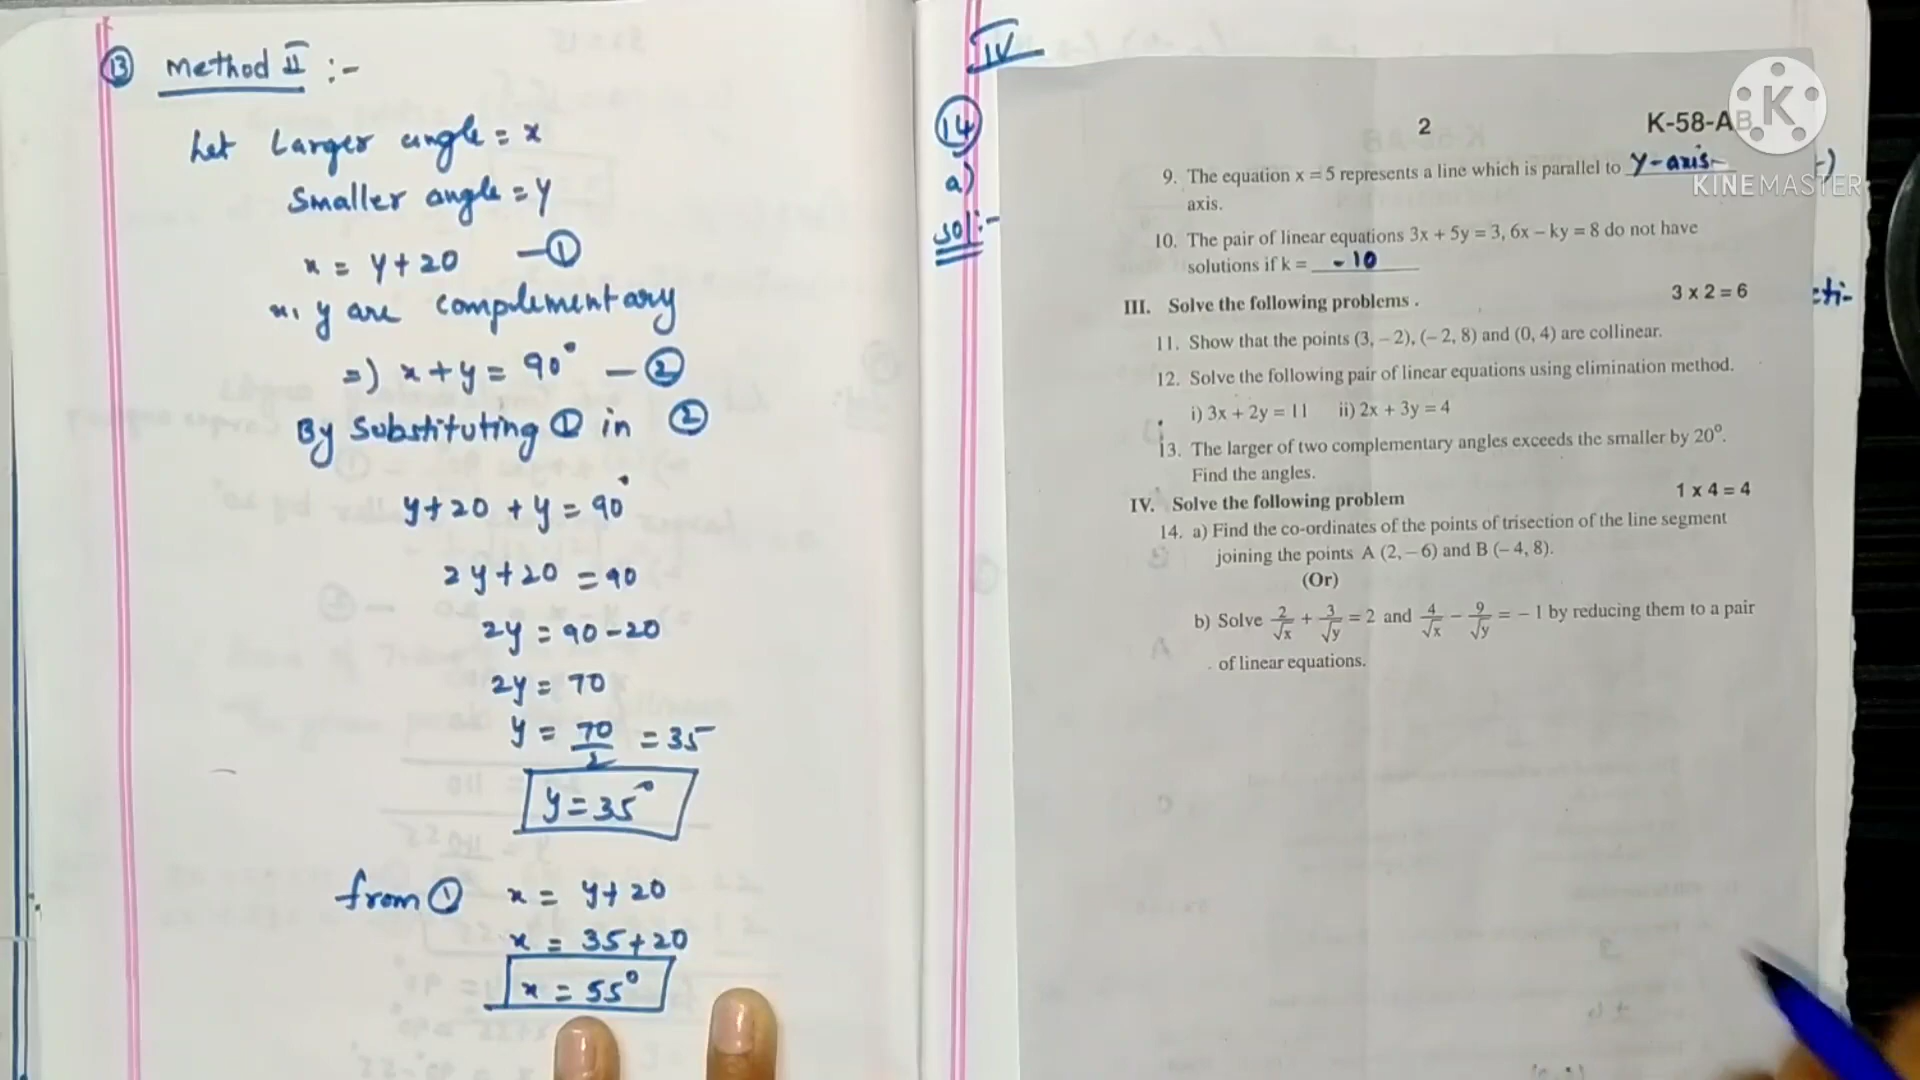 13 Method II :-
Let Larger angle = x
Smaller angle = y
x = y+20 —①
x, y are complementary
=) x+y = 90° —②
By Substituting ① in ②
y+20 +y = 90°
2y+20 = 90
2y = 90-20
2y = 70
y = 70/2 = 35
y = 35°
from ① x = y+20
x = 35+20
x = 55°
IV
14
a)
Sol:-
2 K-58-AB
K
KINEMASTER
9. The equation x = 5 represents a line which is parallel to y-axis
axis.
10. The pair of linear equations 3x + 5y = 3, 6x – ky = 8 do not have
solutions if k = -10
III. Solve the following problems . 3 x 2 = 6
11. Show that the points (3, – 2), (– 2, 8) and (0, 4) are collinear.
12. Solve the following pair of linear equations using elimination method.
i) 3x + 2y = 11 ii) 2x + 3y = 4
13. The larger of two complementary angles exceeds the smaller by 20°.
Find the angles.
IV. Solve the following problem 1 x 4 = 4
14. a) Find the co-ordinates of the points of trisection of the line segment
joining the points A (2, – 6) and B (– 4, 8).
(Or)
b) Solve 2/√x + 3/√y = 2 and 4/√x – 9/√y = – 1 by reducing them to a pair
of linear equations.